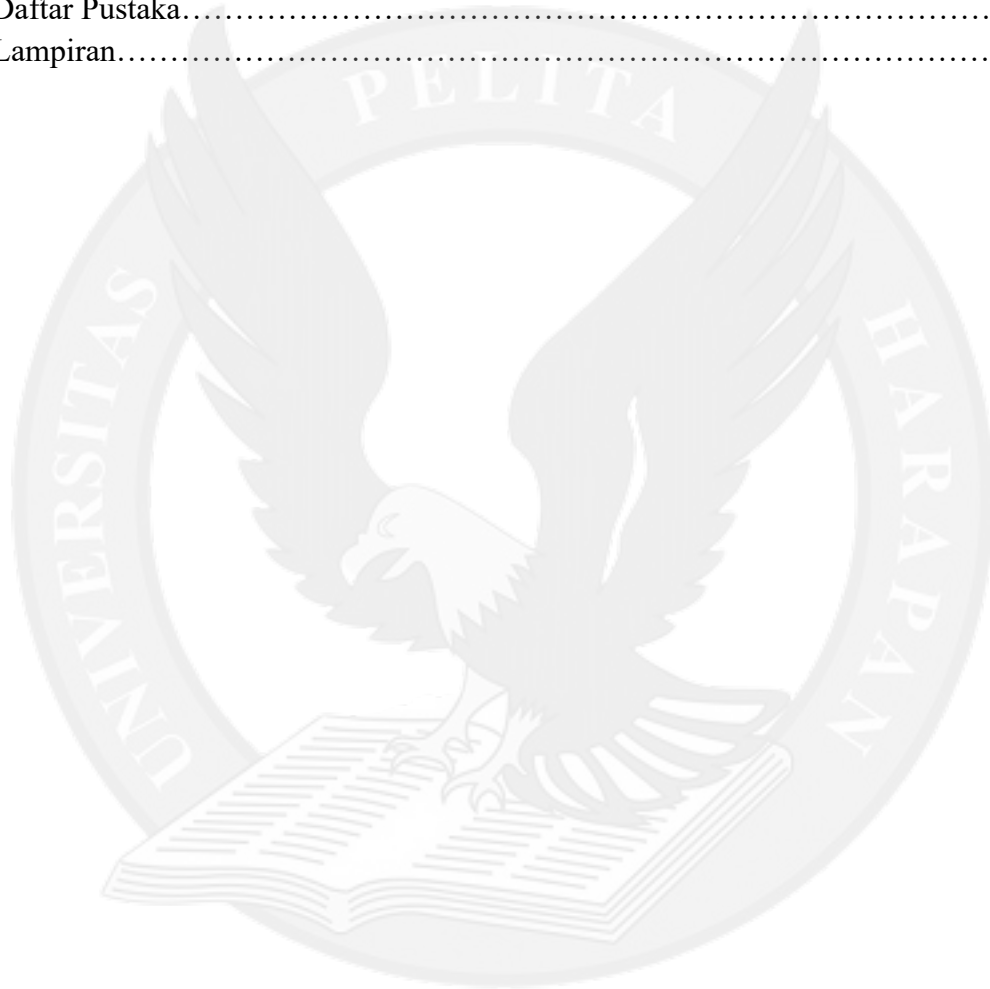 Daftar Pustaka……………………………………………………………………
Lampiran…………………………………………………………………………
UNIVERSITAS PELITA HARAPAN